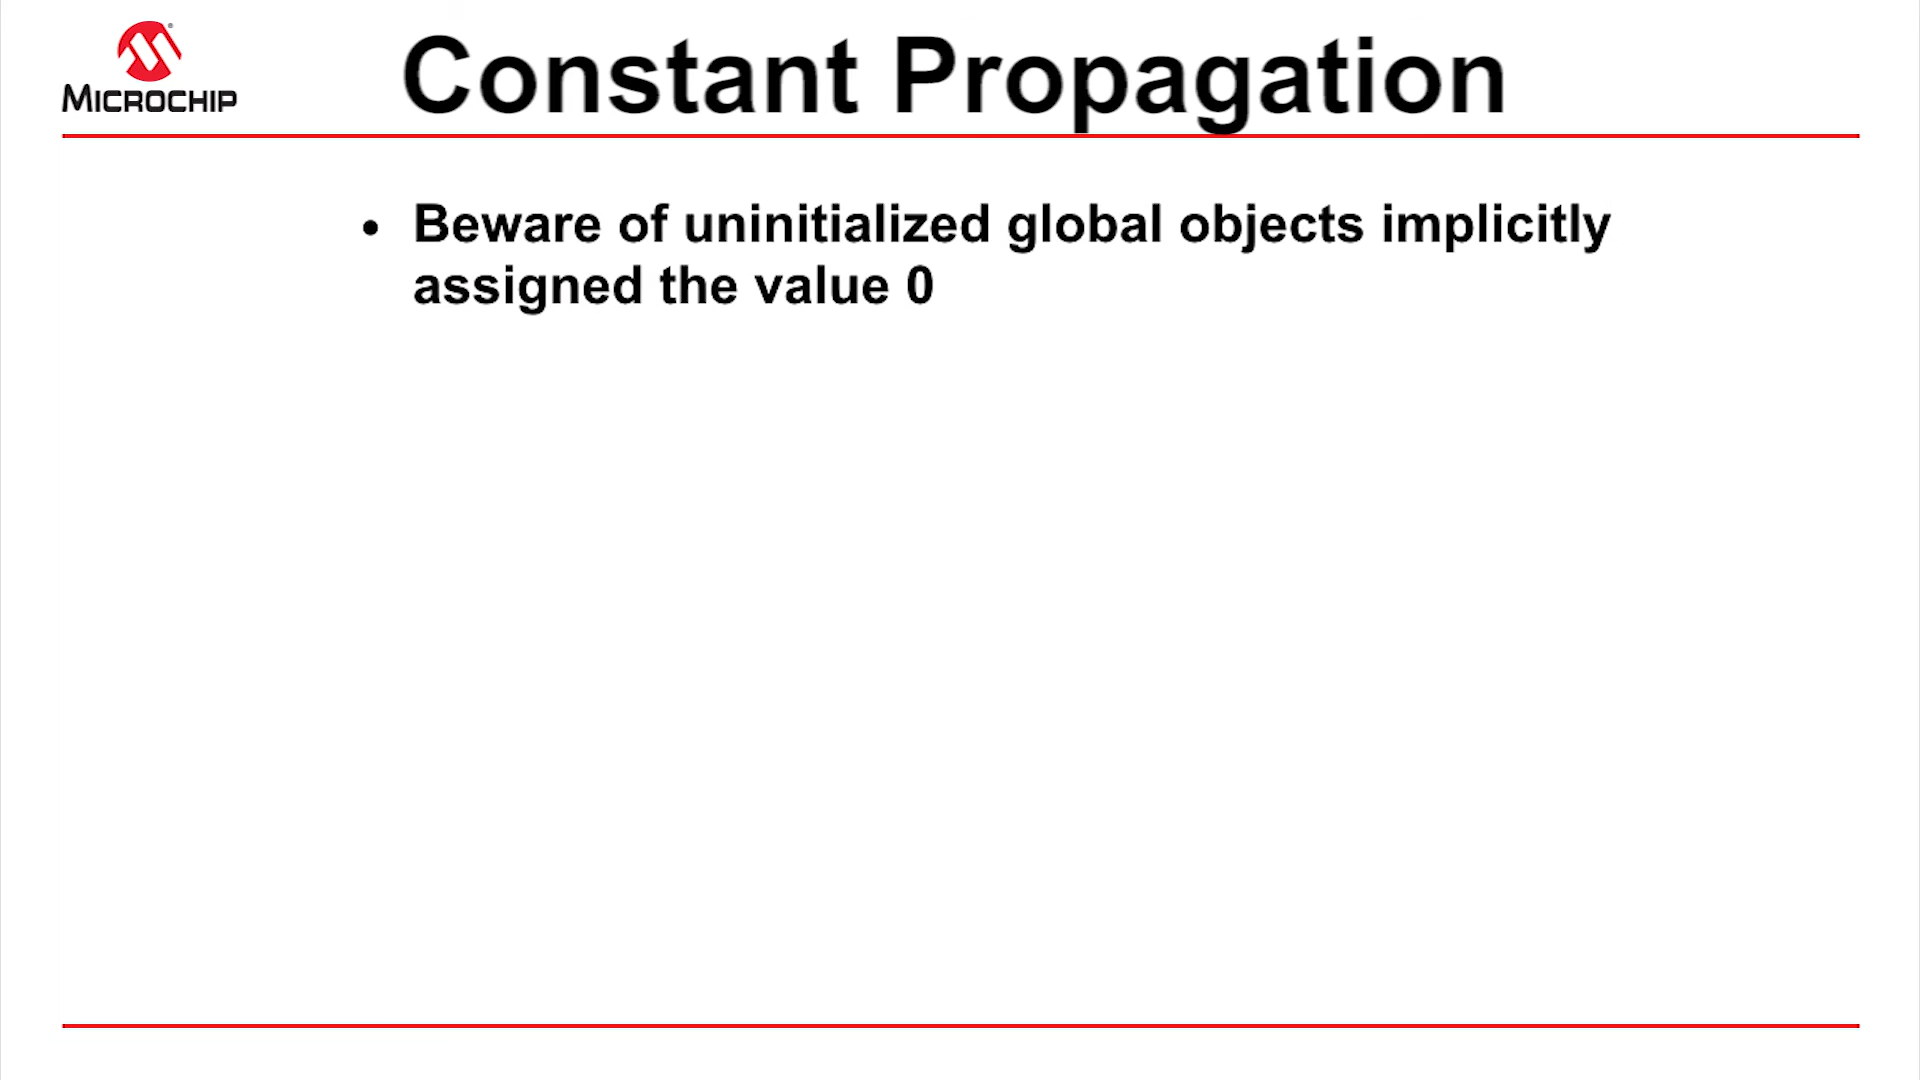 MICROCHIP
Constant Propagation
• Beware of uninitialized global objects implicitly
assigned the value 0